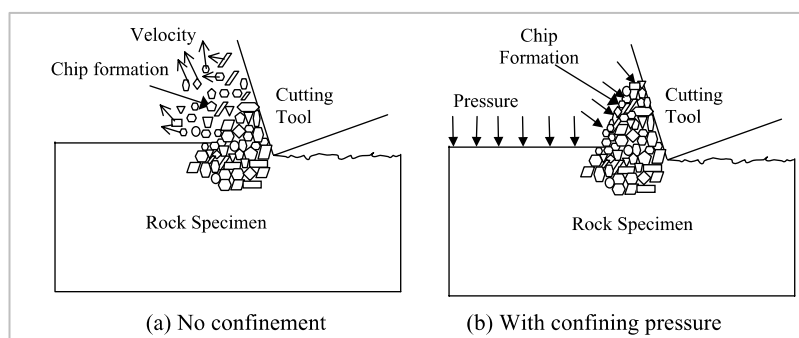 Velocity
Chip formation
Cutting
Tool
Rock Specimen
(a) No confinement
Chip
Formation
Pressure
Cutting
Tool
Rock Specimen
(b) With confining pressure